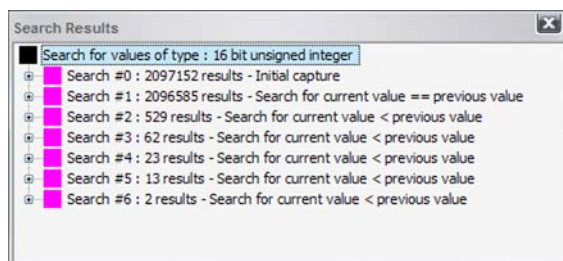 Search Results
Search for values of type : 16 bit unsigned integer
Search #0 : 2097152 results - Initial capture
Search #1 : 2096585 results - Search for current value == previous value
Search #2 : 529 results - Search for current value < previous value
Search #3 : 62 results - Search for current value < previous value
Search #4 : 23 results - Search for current value < previous value
Search #5 : 13 results - Search for current value < previous value
Search #6 : 2 results - Search for current value < previous value